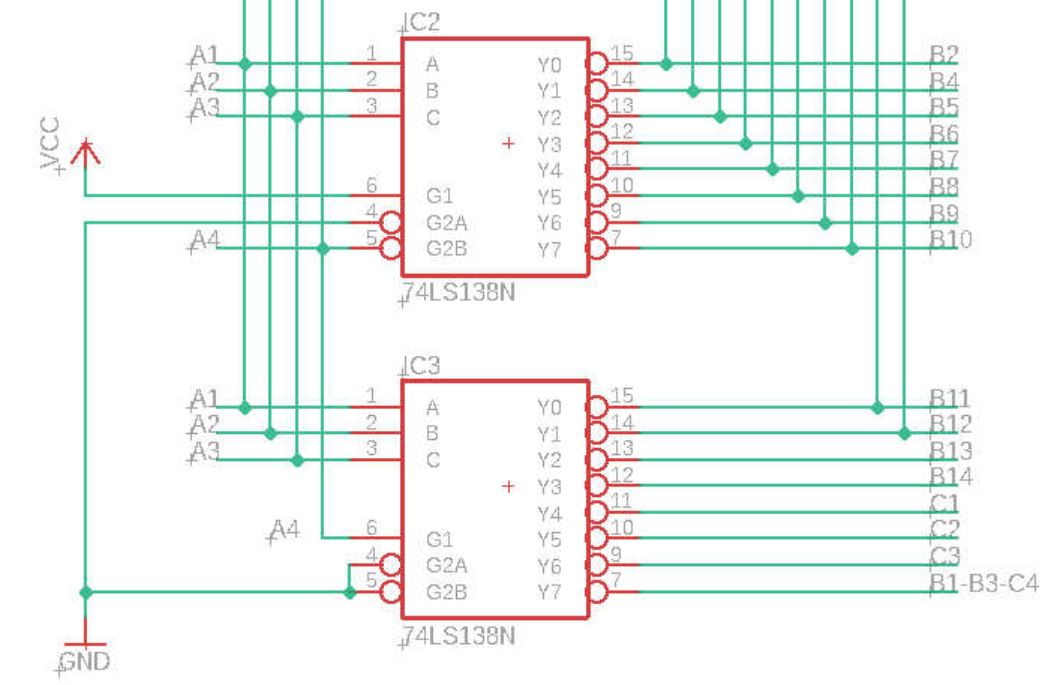 IC2
A1 1 A Y0 15 B2
A2 2 B Y1 14 B4
A3 3 C Y2 13 B5
Y3 12 B6
VCC
Y4 11 B7
6 G1 Y5 10 B8
4 G2A Y6 9 B9
A4 5 G2B Y7 7 B10
74LS138N
IC3
A1 1 A Y0 15 B11
A2 2 B Y1 14 B12
A3 3 C Y2 13 B13
Y3 12 B14
Y4 11 C1
A4 6 G1 Y5 10 C2
4 G2A Y6 9 C3
5 G2B Y7 7 B1-B3-C4
74LS138N
GND